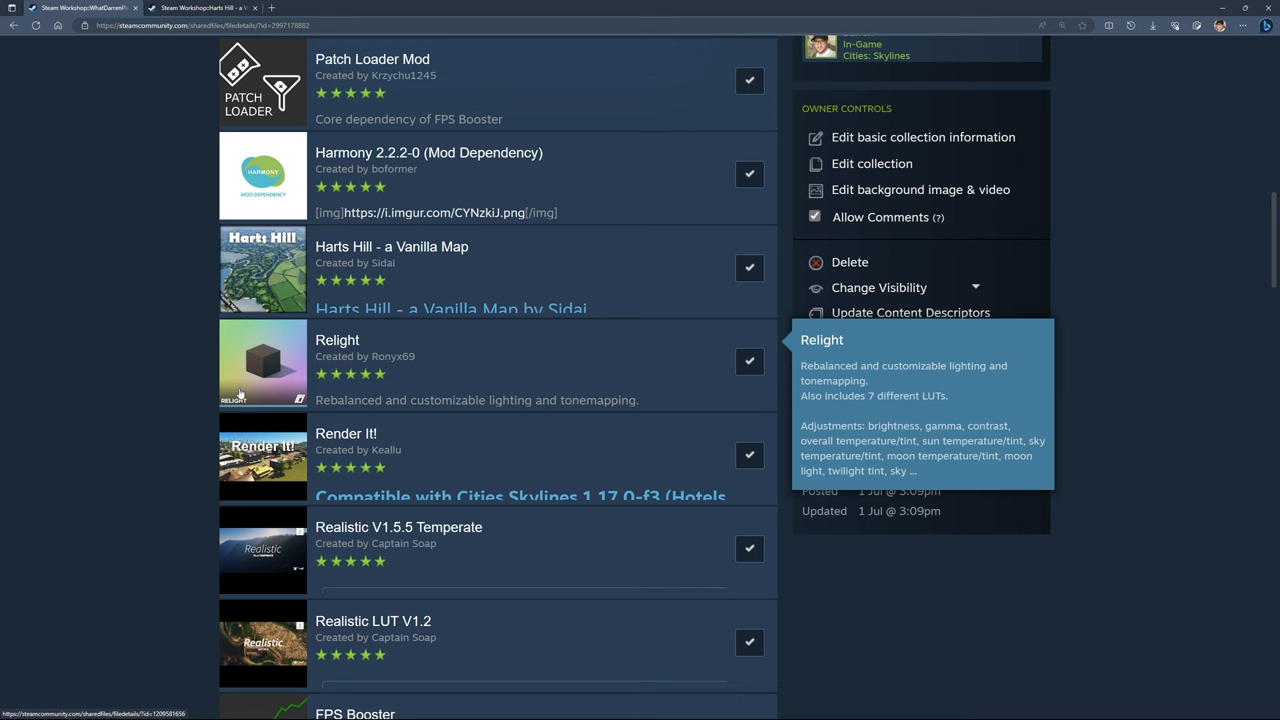 Steam Workshop::WhatDarrenPl
Steam Workshop::Harts Hill - a V
https://steamcommunity.com/sharedfiles/filedetails/?id=2997178882
PATCH
LOADER
Patch Loader Mod
Created by Krzychu1245
Core dependency of FPS Booster
HARMONY
MOD DEPENDENCY
Harmony 2.2.2-0 (Mod Dependency)
Created by boformer
[img]https://i.imgur.com/CYNzkiJ.png[/img]
Harts Hill
Harts Hill - a Vanilla Map
Created by Sidai
Harts Hill - a Vanilla Map by Sidai
RELIGHT
Relight
Created by Ronyx69
Rebalanced and customizable lighting and tonemapping.
Render It!
Render It!
Created by Keallu
Compatible with Cities Skylines 1.17.0-f3 (Hotels
Realistic
Realistic V1.5.5 Temperate
Created by Captain Soap
Realistic
Realistic LUT V1.2
Created by Captain Soap
FPS Booster
In-Game
Cities: Skylines
OWNER CONTROLS
Edit basic collection information
Edit collection
Edit background image & video
Allow Comments (?)
Delete
Change Visibility
Update Content Descriptors
Relight
Rebalanced and customizable lighting and
tonemapping.
Also includes 7 different LUTs.
Adjustments: brightness, gamma, contrast,
overall temperature/tint, sun temperature/tint, sky
temperature/tint, moon temperature/tint, moon
light, twilight tint, sky ...
Posted 1 Jul @ 3:09pm
Updated 1 Jul @ 3:09pm
https://steamcommunity.com/sharedfiles/filedetails/?id=1209581656